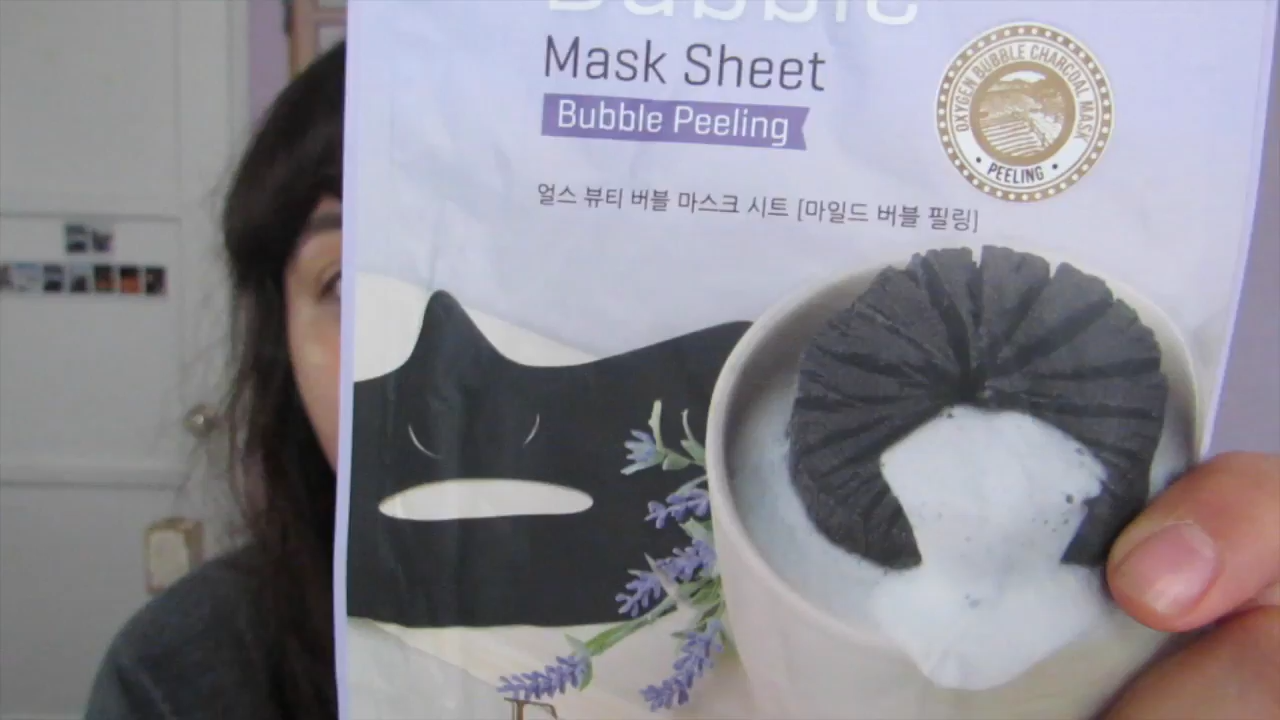 Bubble
Mask Sheet
Bubble Peeling
OXYGEN BUBBLE CHARCOAL MASK
• PEELING •
얼스 뷰티 버블 마스크 시트 [마일드 버블 필링]